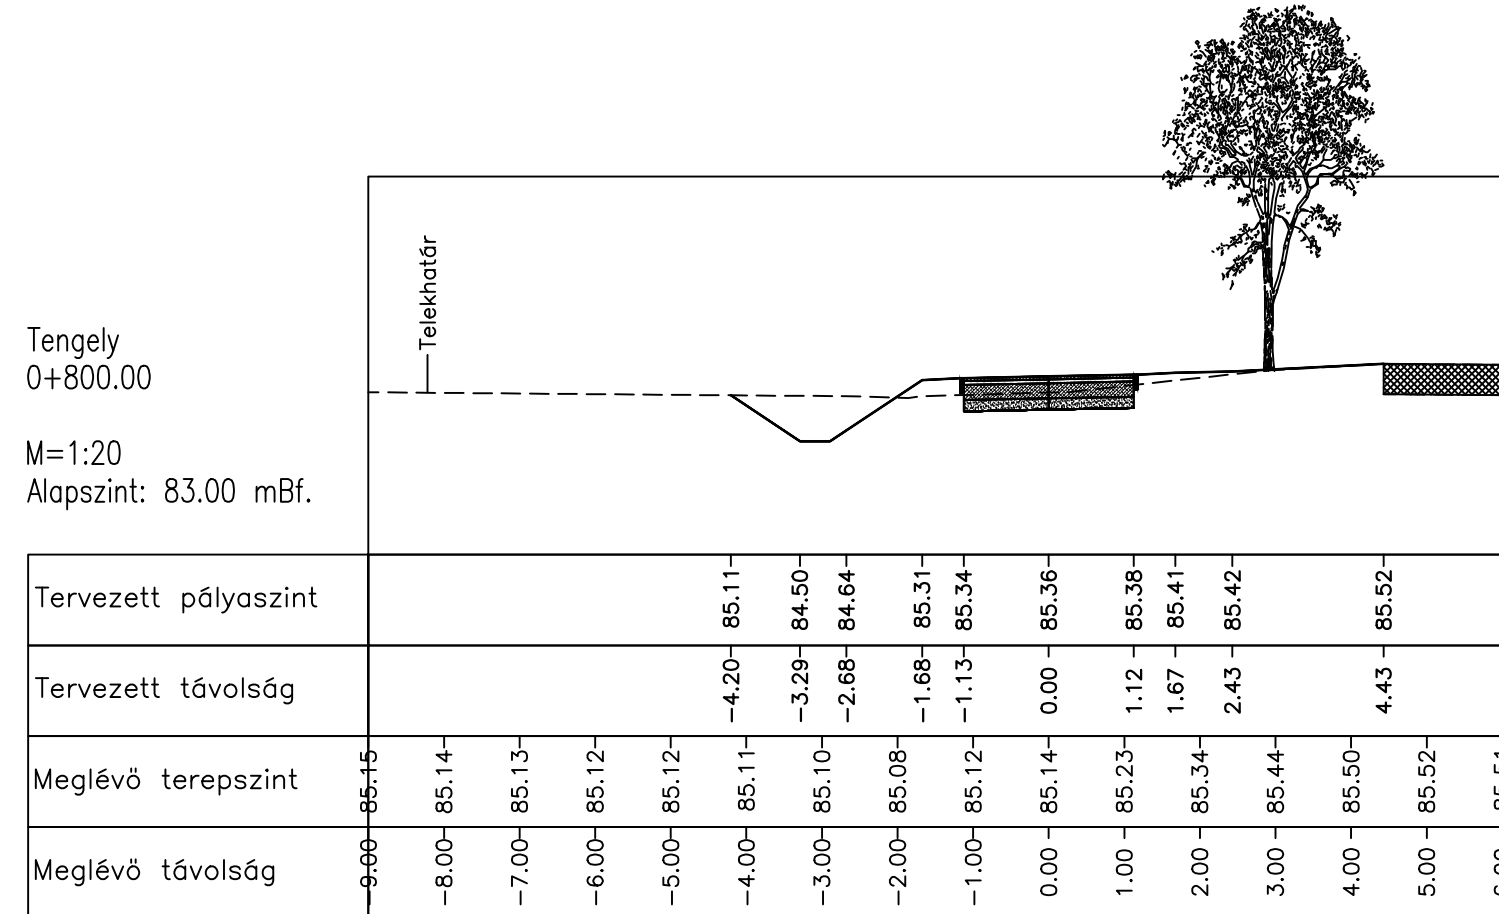 Telekhatár
Tengely
0+800.00
M=1:20
Alapszint: 83.00 mBf.
Tervezett pályaszint 85.11 84.50 84.64 85.31 85.34 85.36 85.38 85.41 85.42 85.52
Tervezett távolság -4.20 -3.29 -2.68 -1.68 -1.13 0.00 1.12 1.67 2.43 4.43
Meglévő terepszint 85.15 85.14 85.13 85.12 85.12 85.11 85.10 85.08 85.12 85.14 85.23 85.34 85.44 85.50 85.52
Meglévő távolság -9.00 -8.00 -7.00 -6.00 -5.00 -4.00 -3.00 -2.00 -1.00 0.00 1.00 2.00 3.00 4.00 5.00